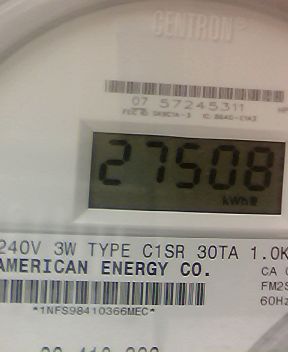 CENTRON
07 57245311
27508
kWh
240V 3W TYPE C1SR 30TA 1.0K
AMERICAN ENERGY CO.
CA
FM2S
60Hz
*1NFS98410366MEC*